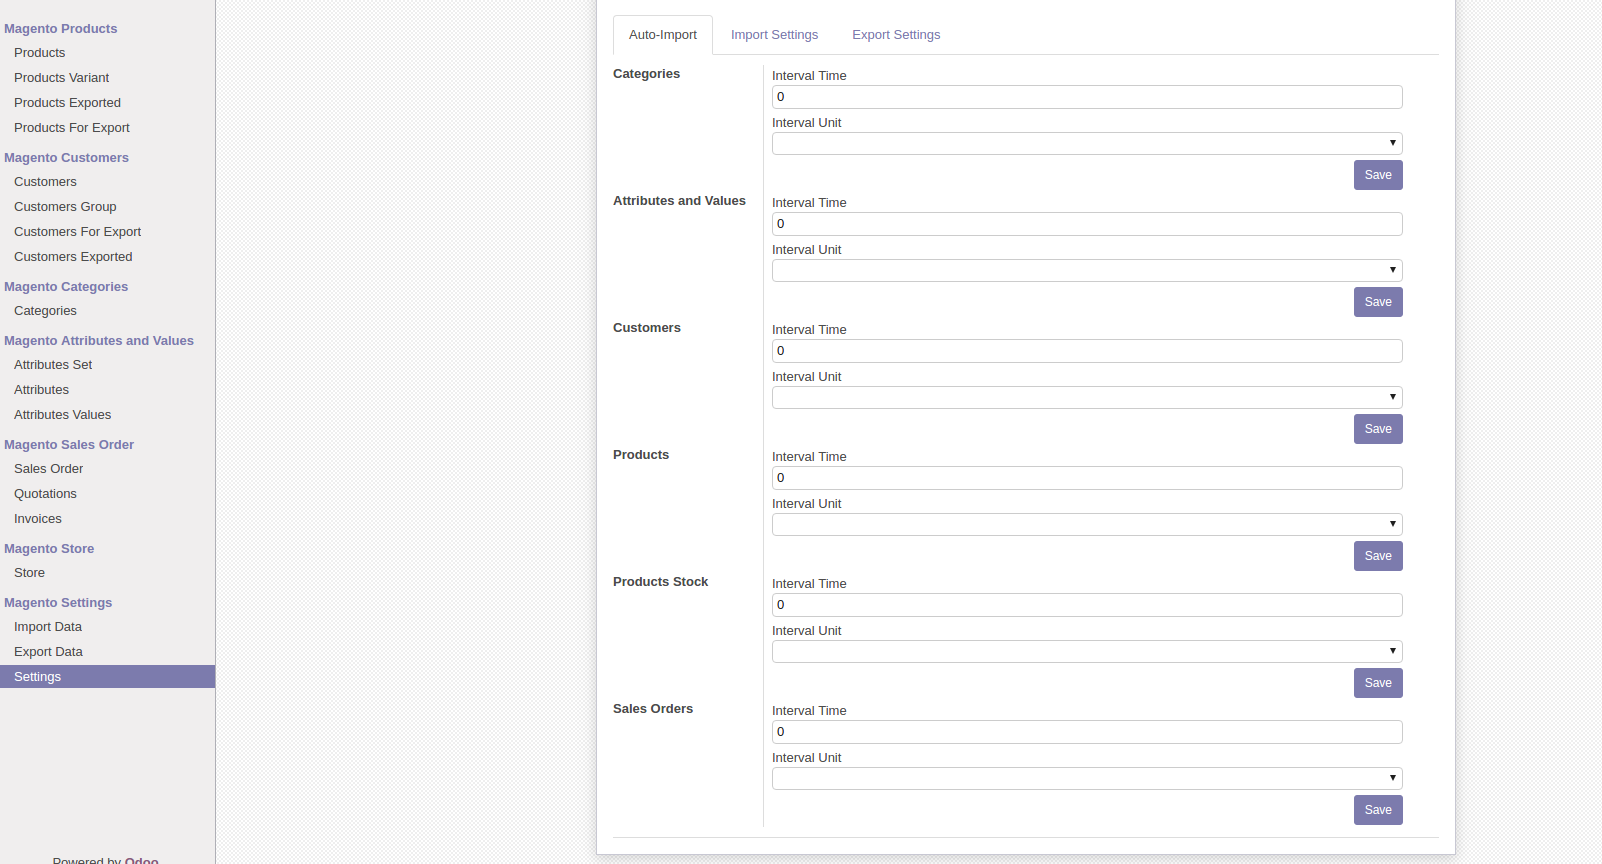 Magento Products
Products
Products Variant
Products Exported
Products For Export
Magento Customers
Customers
Customers Group
Customers For Export
Customers Exported
Magento Categories
Categories
Magento Attributes and Values
Attributes Set
Attributes
Attributes Values
Magento Sales Order
Sales Order
Quotations
Invoices
Magento Store
Store
Magento Settings
Import Data
Export Data
Settings
Powered by Odoo
Auto-Import Import Settings Export Settings
Categories Interval Time
0
Interval Unit
Save
Attributes and Values Interval Time
0
Interval Unit
Save
Customers Interval Time
0
Interval Unit
Save
Products Interval Time
0
Interval Unit
Save
Products Stock Interval Time
0
Interval Unit
Save
Sales Orders Interval Time
0
Interval Unit
Save